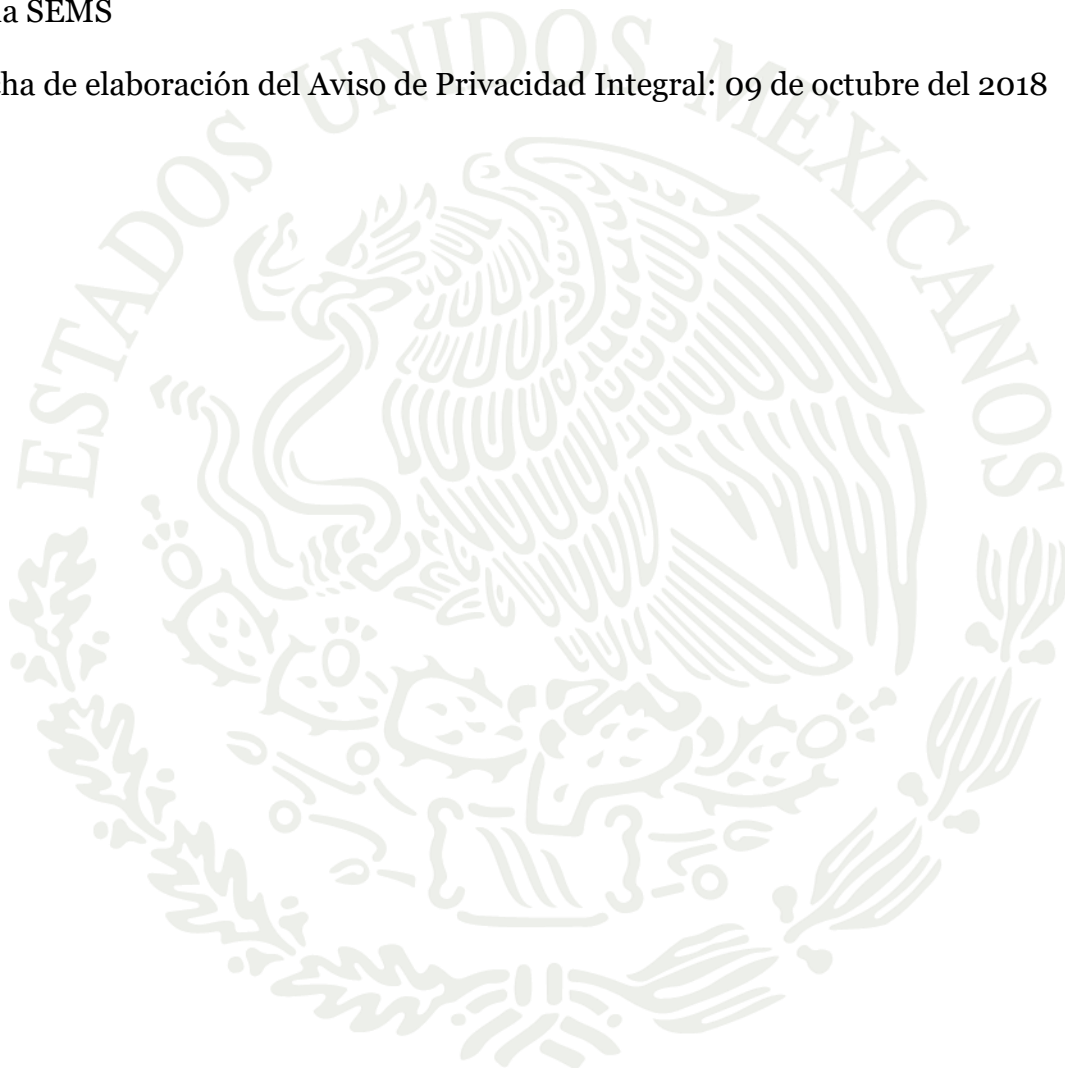 a SEMS
ha de elaboración del Aviso de Privacidad Integral: 09 de octubre del 2018
ESTADOS UNIDOS MEXICANOS